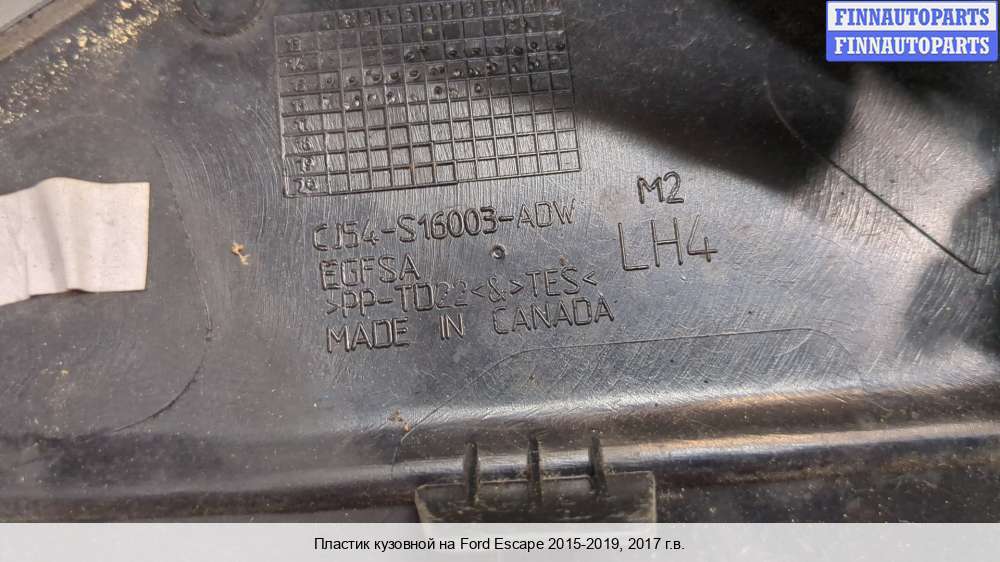 FINNAUTOPARTS
FINNAUTOPARTS
M2
CJ54-S16003-ADW
LH4
EGFSA
>PP-TD22<&>TES<
MADE IN CANADA
Пластик кузовной на Ford Escape 2015-2019, 2017 г.в.